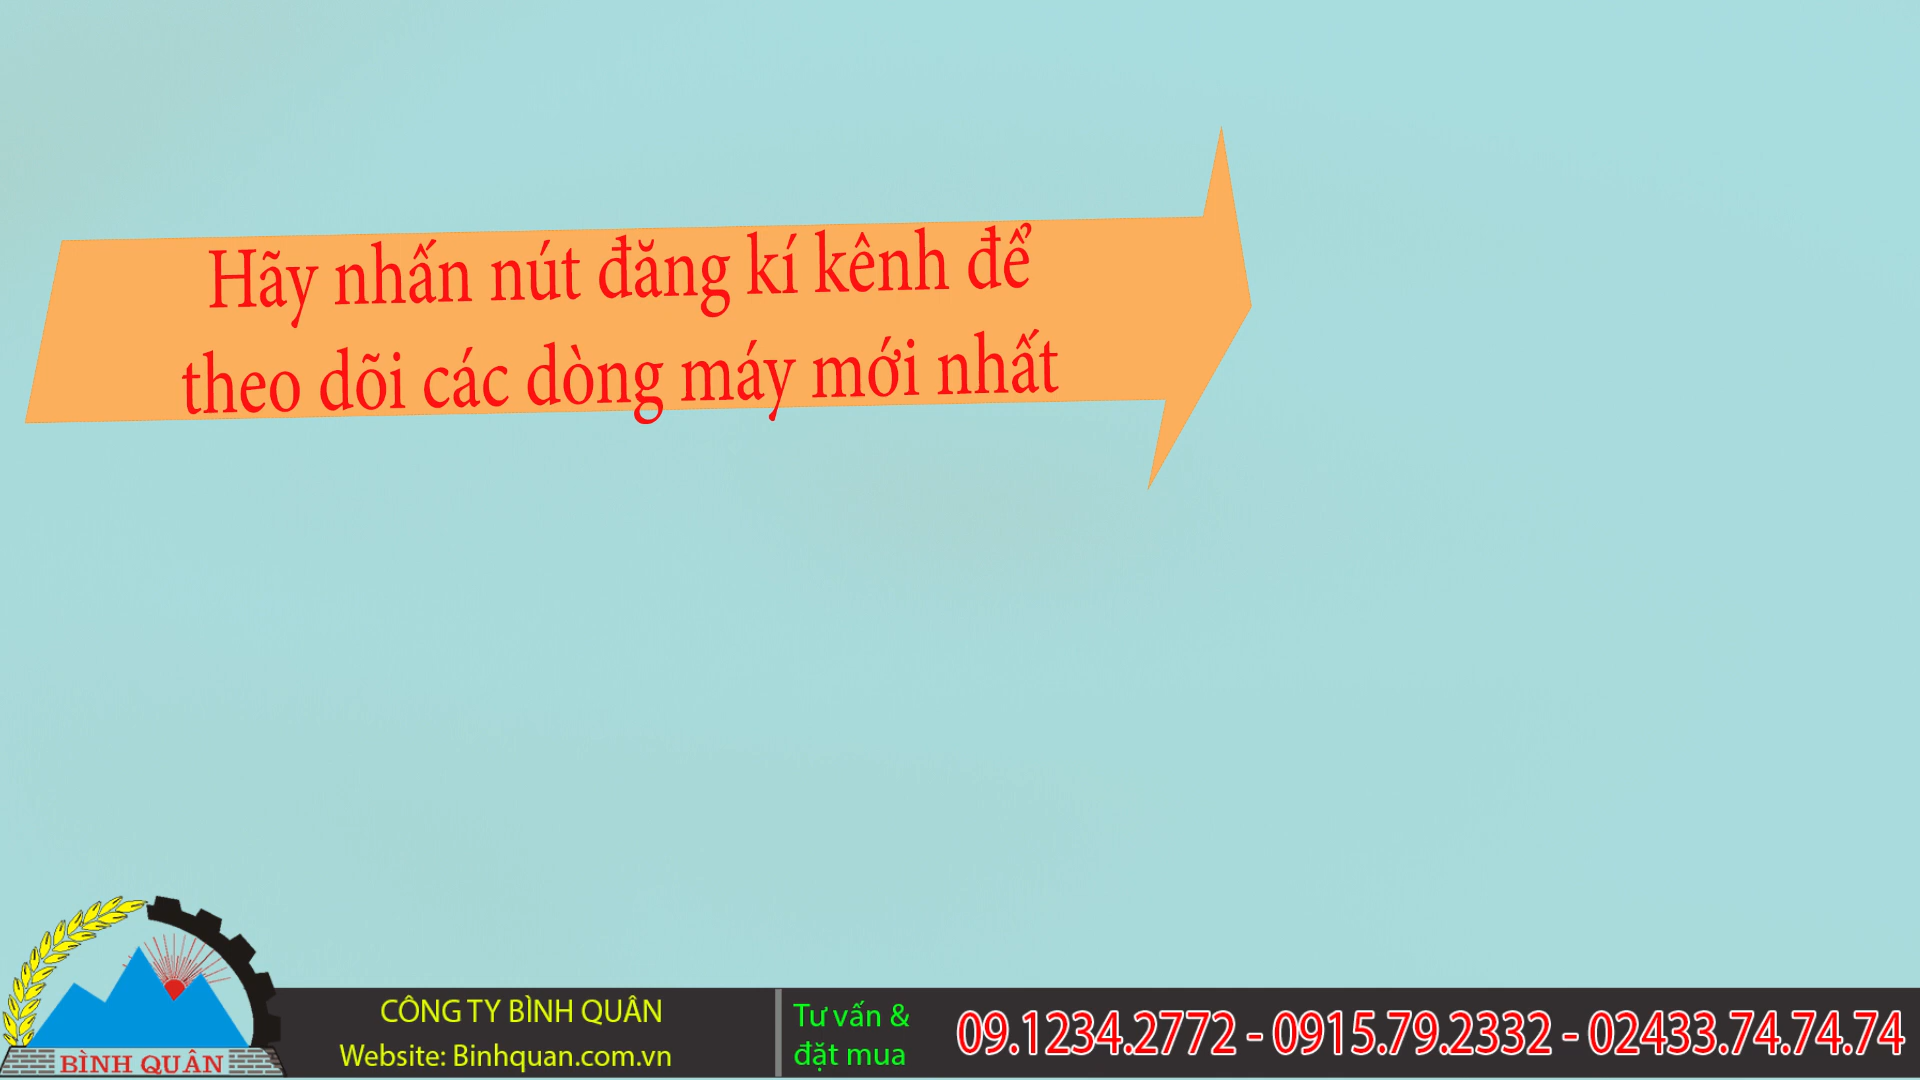 Hãy nhấn nút đăng kí kênh để
theo dõi các dòng máy mới nhất
BÌNH QUÂN
CÔNG TY BÌNH QUÂN
Website: Binhquan.com.vn
Tư vấn &
đặt mua
09.1234.2772 - 0915.79.2332 - 02433.74.74.74